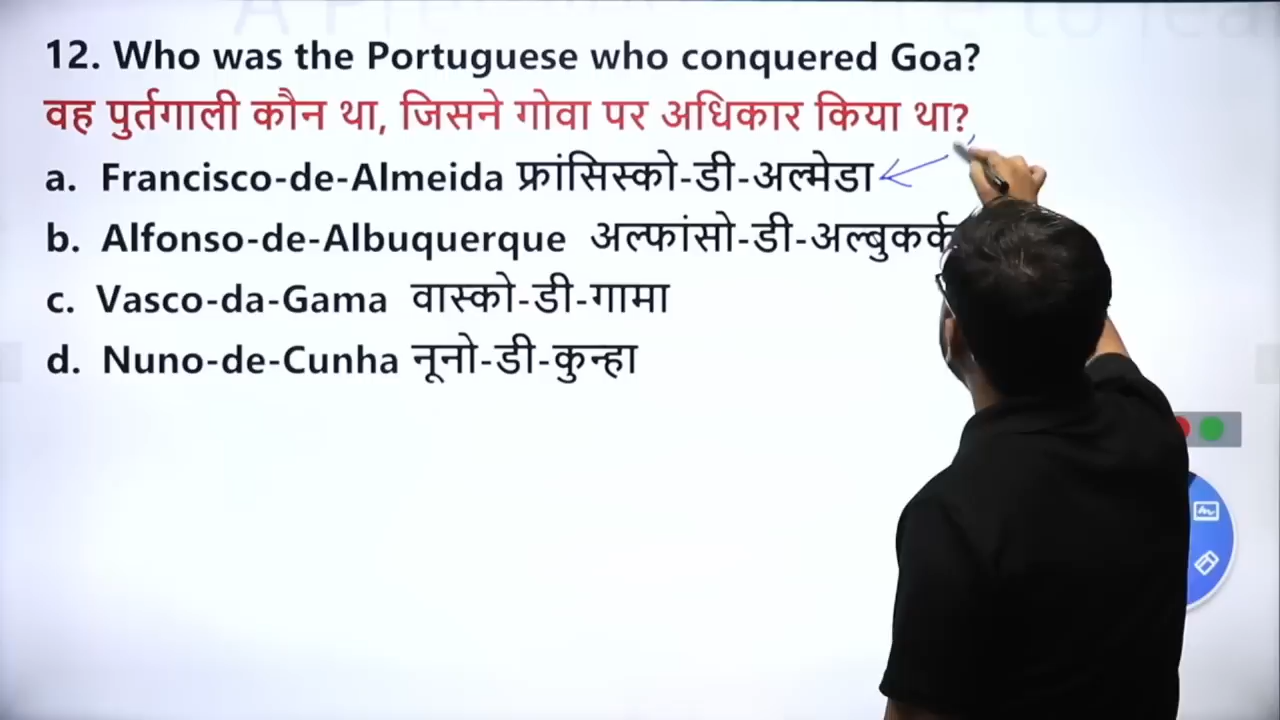 12. Who was the Portuguese who conquered Goa?
वह पुर्तगाली कौन था, जिसने गोवा पर अधिकार किया था?
a. Francisco-de-Almeida फ्रांसिस्को-डी-अल्मेडा
b. Alfonso-de-Albuquerque अल्फांसो-डी-अल्बुकर्क
c. Vasco-da-Gama वास्को-डी-गामा
d. Nuno-de-Cunha नूनो-डी-कुन्हा